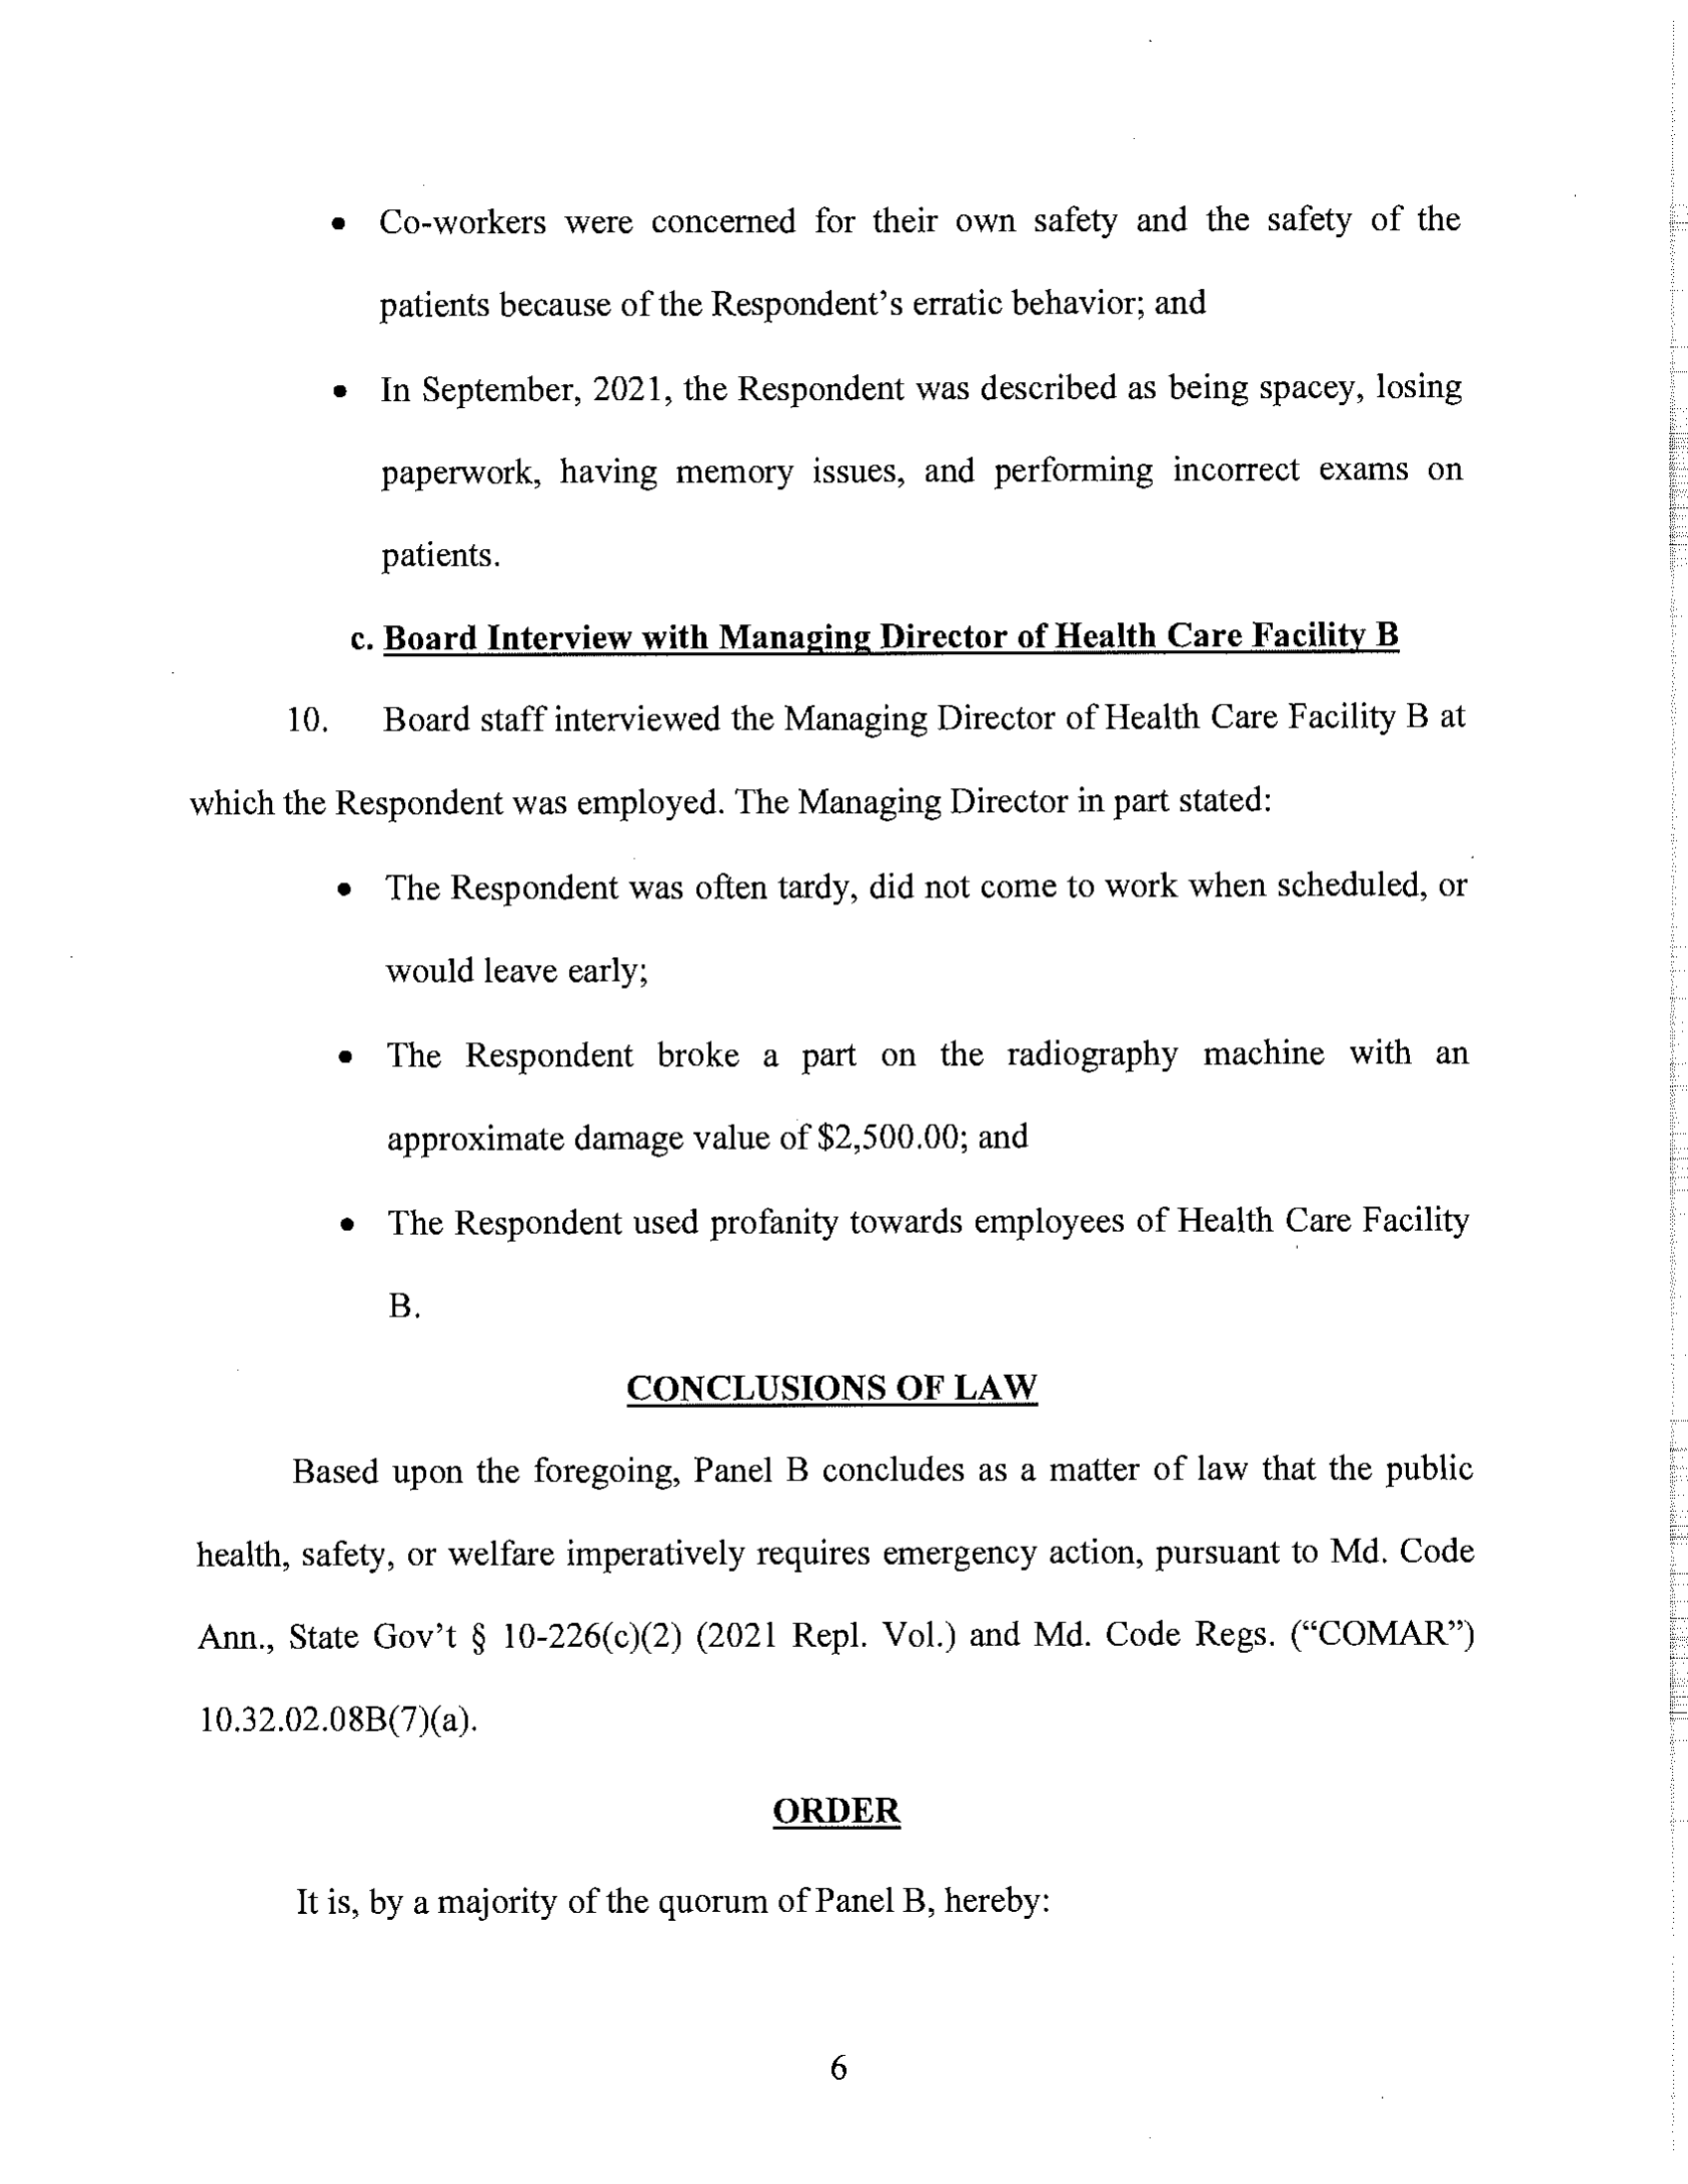 • Co-workers were concerned for their own safety and the safety of the
patients because of the Respondent's erratic behavior; and
• In September, 2021, the Respondent was described as being spacey, losing
paperwork, having memory issues, and performing incorrect exams on
patients.
c. Board Interview with Managing Director of Health Care Facility B
10. Board staff interviewed the Managing Director of Health Care Facility B at
which the Respondent was employed. The Managing Director in part stated:
• The Respondent was often tardy, did not come to work when scheduled, or
would leave early;
• The Respondent broke a part on the radiography machine with an
approximate damage value of $2,500.00; and
• The Respondent used profanity towards employees of Health Care Facility
B.
CONCLUSIONS OF LAW
Based upon the foregoing, Panel B concludes as a matter of law that the public
health, safety, or welfare imperatively requires emergency action, pursuant to Md. Code
Ann., State Gov't § 10-226(c)(2) (2021 Repl. Vol.) and Md. Code Regs. ("COMAR")
10.32.02.08B(7)(a).
ORDER
It is, by a majority of the quorum of Panel B, hereby:
6